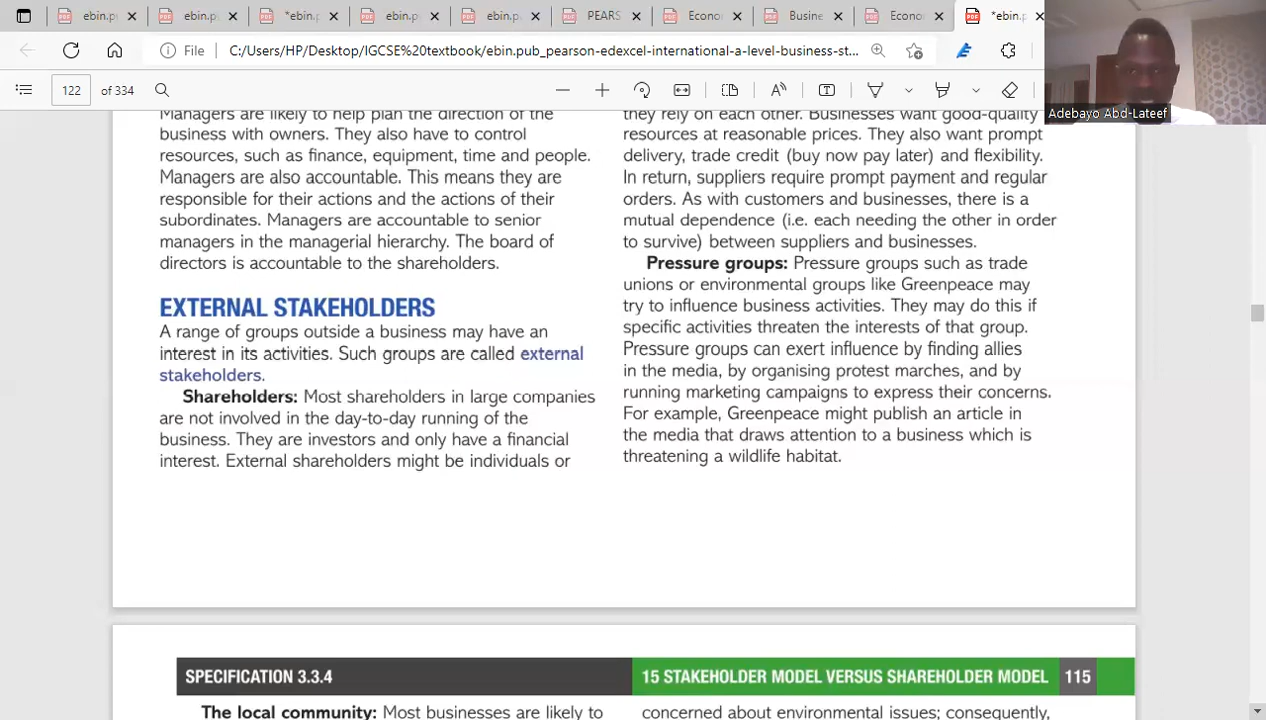 ebin.p
ebin.p
*ebin.p
ebin.p
ebin.p
PEARS
Econo
Busine
Econo
*ebin.p
File
C:/Users/HP/Desktop/IGCSE%20textbook/ebin.pub_pearson-edexcel-international-a-level-business-st...
122 of 334
Adebayo Abd-Lateef
Managers are likely to help plan the direction of the
business with owners. They also have to control
resources, such as finance, equipment, time and people.
Managers are also accountable. This means they are
responsible for their actions and the actions of their
subordinates. Managers are accountable to senior
managers in the managerial hierarchy. The board of
directors is accountable to the shareholders.
EXTERNAL STAKEHOLDERS
A range of groups outside a business may have an
interest in its activities. Such groups are called external
stakeholders.
Shareholders: Most shareholders in large companies
are not involved in the day-to-day running of the
business. They are investors and only have a financial
interest. External shareholders might be individuals or
they rely on each other. Businesses want good-quality
resources at reasonable prices. They also want prompt
delivery, trade credit (buy now pay later) and flexibility.
In return, suppliers require prompt payment and regular
orders. As with customers and businesses, there is a
mutual dependence (i.e. each needing the other in order
to survive) between suppliers and businesses.
Pressure groups: Pressure groups such as trade
unions or environmental groups like Greenpeace may
try to influence business activities. They may do this if
specific activities threaten the interests of that group.
Pressure groups can exert influence by finding allies
in the media, by organising protest marches, and by
running marketing campaigns to express their concerns.
For example, Greenpeace might publish an article in
the media that draws attention to a business which is
threatening a wildlife habitat.
SPECIFICATION 3.3.4
15 STAKEHOLDER MODEL VERSUS SHAREHOLDER MODEL 115
The local community: Most businesses are likely to
concerned about environmental issues; consequently,